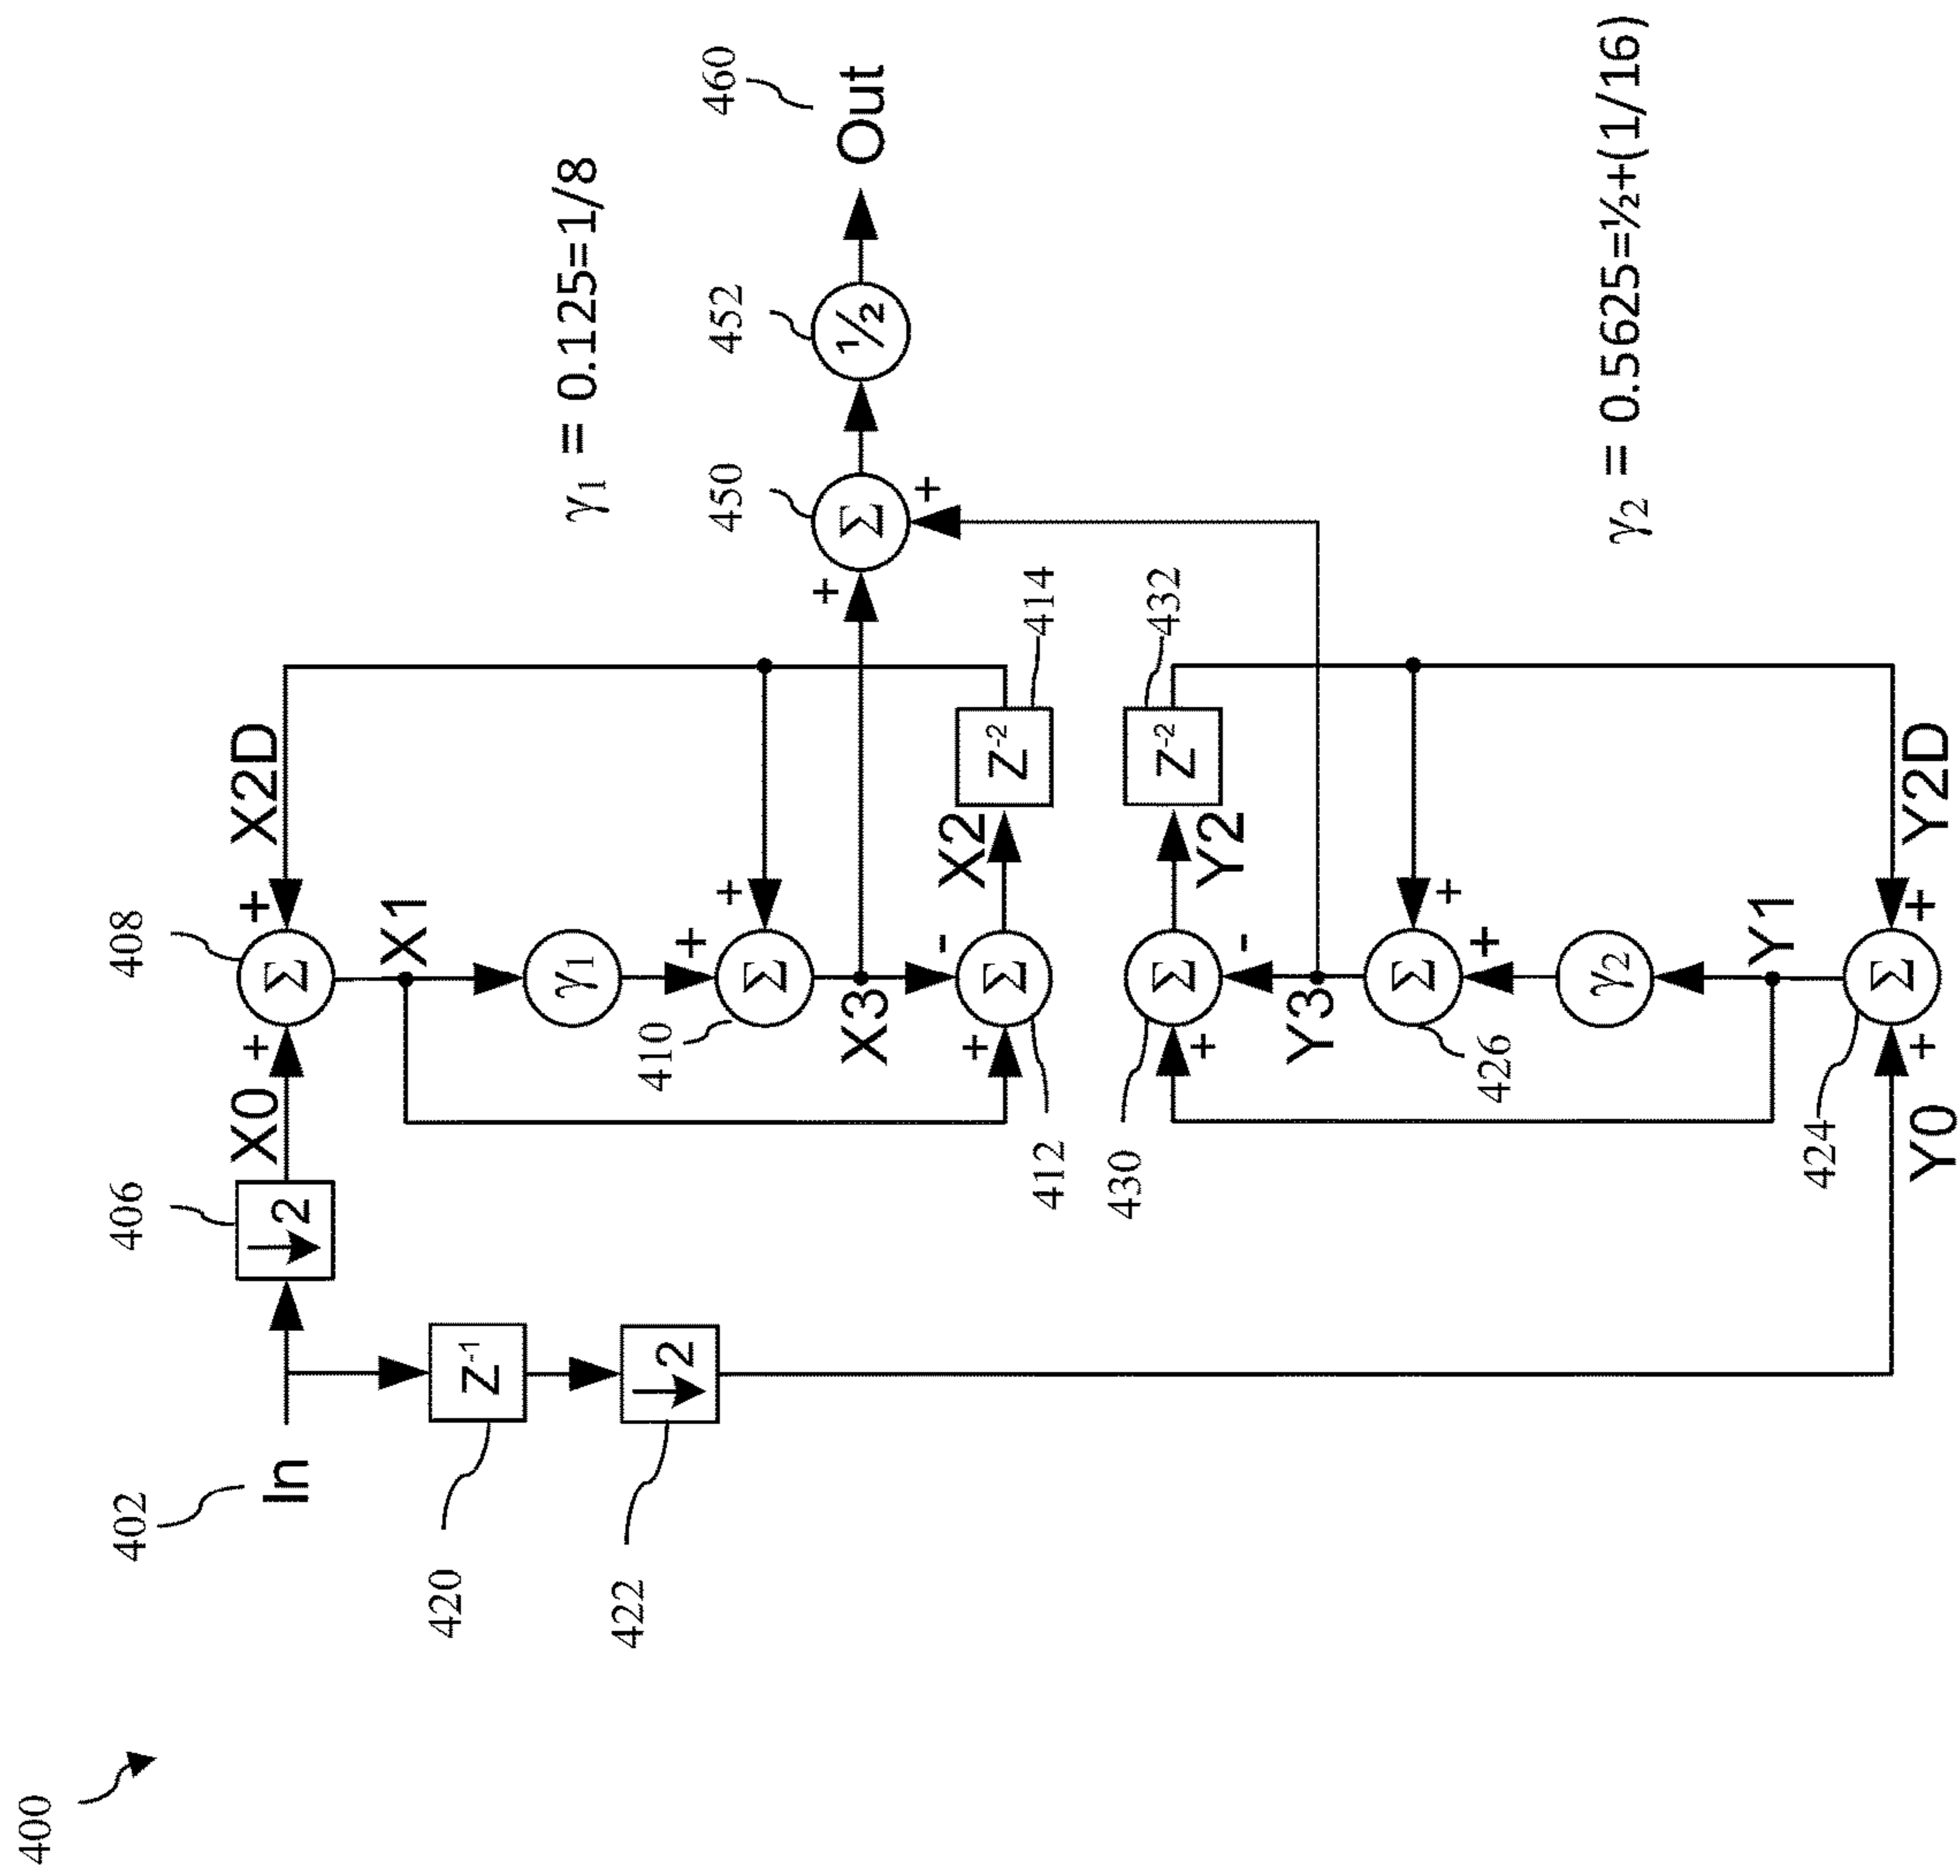 400
402
In
406
↓2
X0
+
408
Σ
+
X2D
X1
γ1
+
410
Σ
+
X3
-
+
412
Σ
X2
Z-2
414
420
Z-1
422
↓2
+
450
Σ
+
452
½
460
Out
γ1 = 0.125=1/8
430
Σ
+
-
Y2
Z-2
432
Y3
426
Σ
+
+
γ2
Y1
424
Σ
Y0
+
+
Y2D
γ2 = 0.5625=½+(1/16)